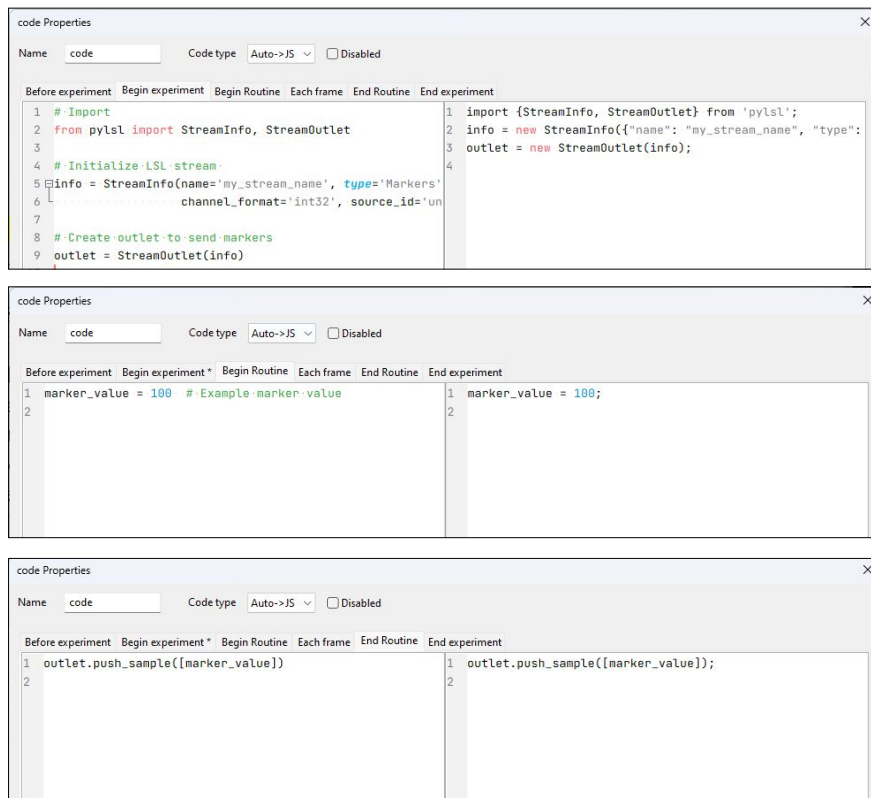 code Properties
Name code Code type Auto->JS Disabled
Before experiment Begin experiment Begin Routine Each frame End Routine End experiment
1 # Import
2 from pylsl import StreamInfo, StreamOutlet
3
4 # Initialize LSL stream
5 info = StreamInfo(name='my_stream_name', type='Markers'
6 channel_format='int32', source_id='un
7
8 # Create outlet to send markers
9 outlet = StreamOutlet(info)
1 import {StreamInfo, StreamOutlet} from 'pylsl';
2 info = new StreamInfo({"name": "my_stream_name", "type":
3 outlet = new StreamOutlet(info);
4
code Properties
Name code Code type Auto->JS Disabled
Before experiment Begin experiment * Begin Routine Each frame End Routine End experiment
1 marker_value = 100 # Example marker value
2
1 marker_value = 100;
2
code Properties
Name code Code type Auto->JS Disabled
Before experiment Begin experiment * Begin Routine Each frame End Routine End experiment
1 outlet.push_sample([marker_value])
2
1 outlet.push_sample([marker_value]);
2